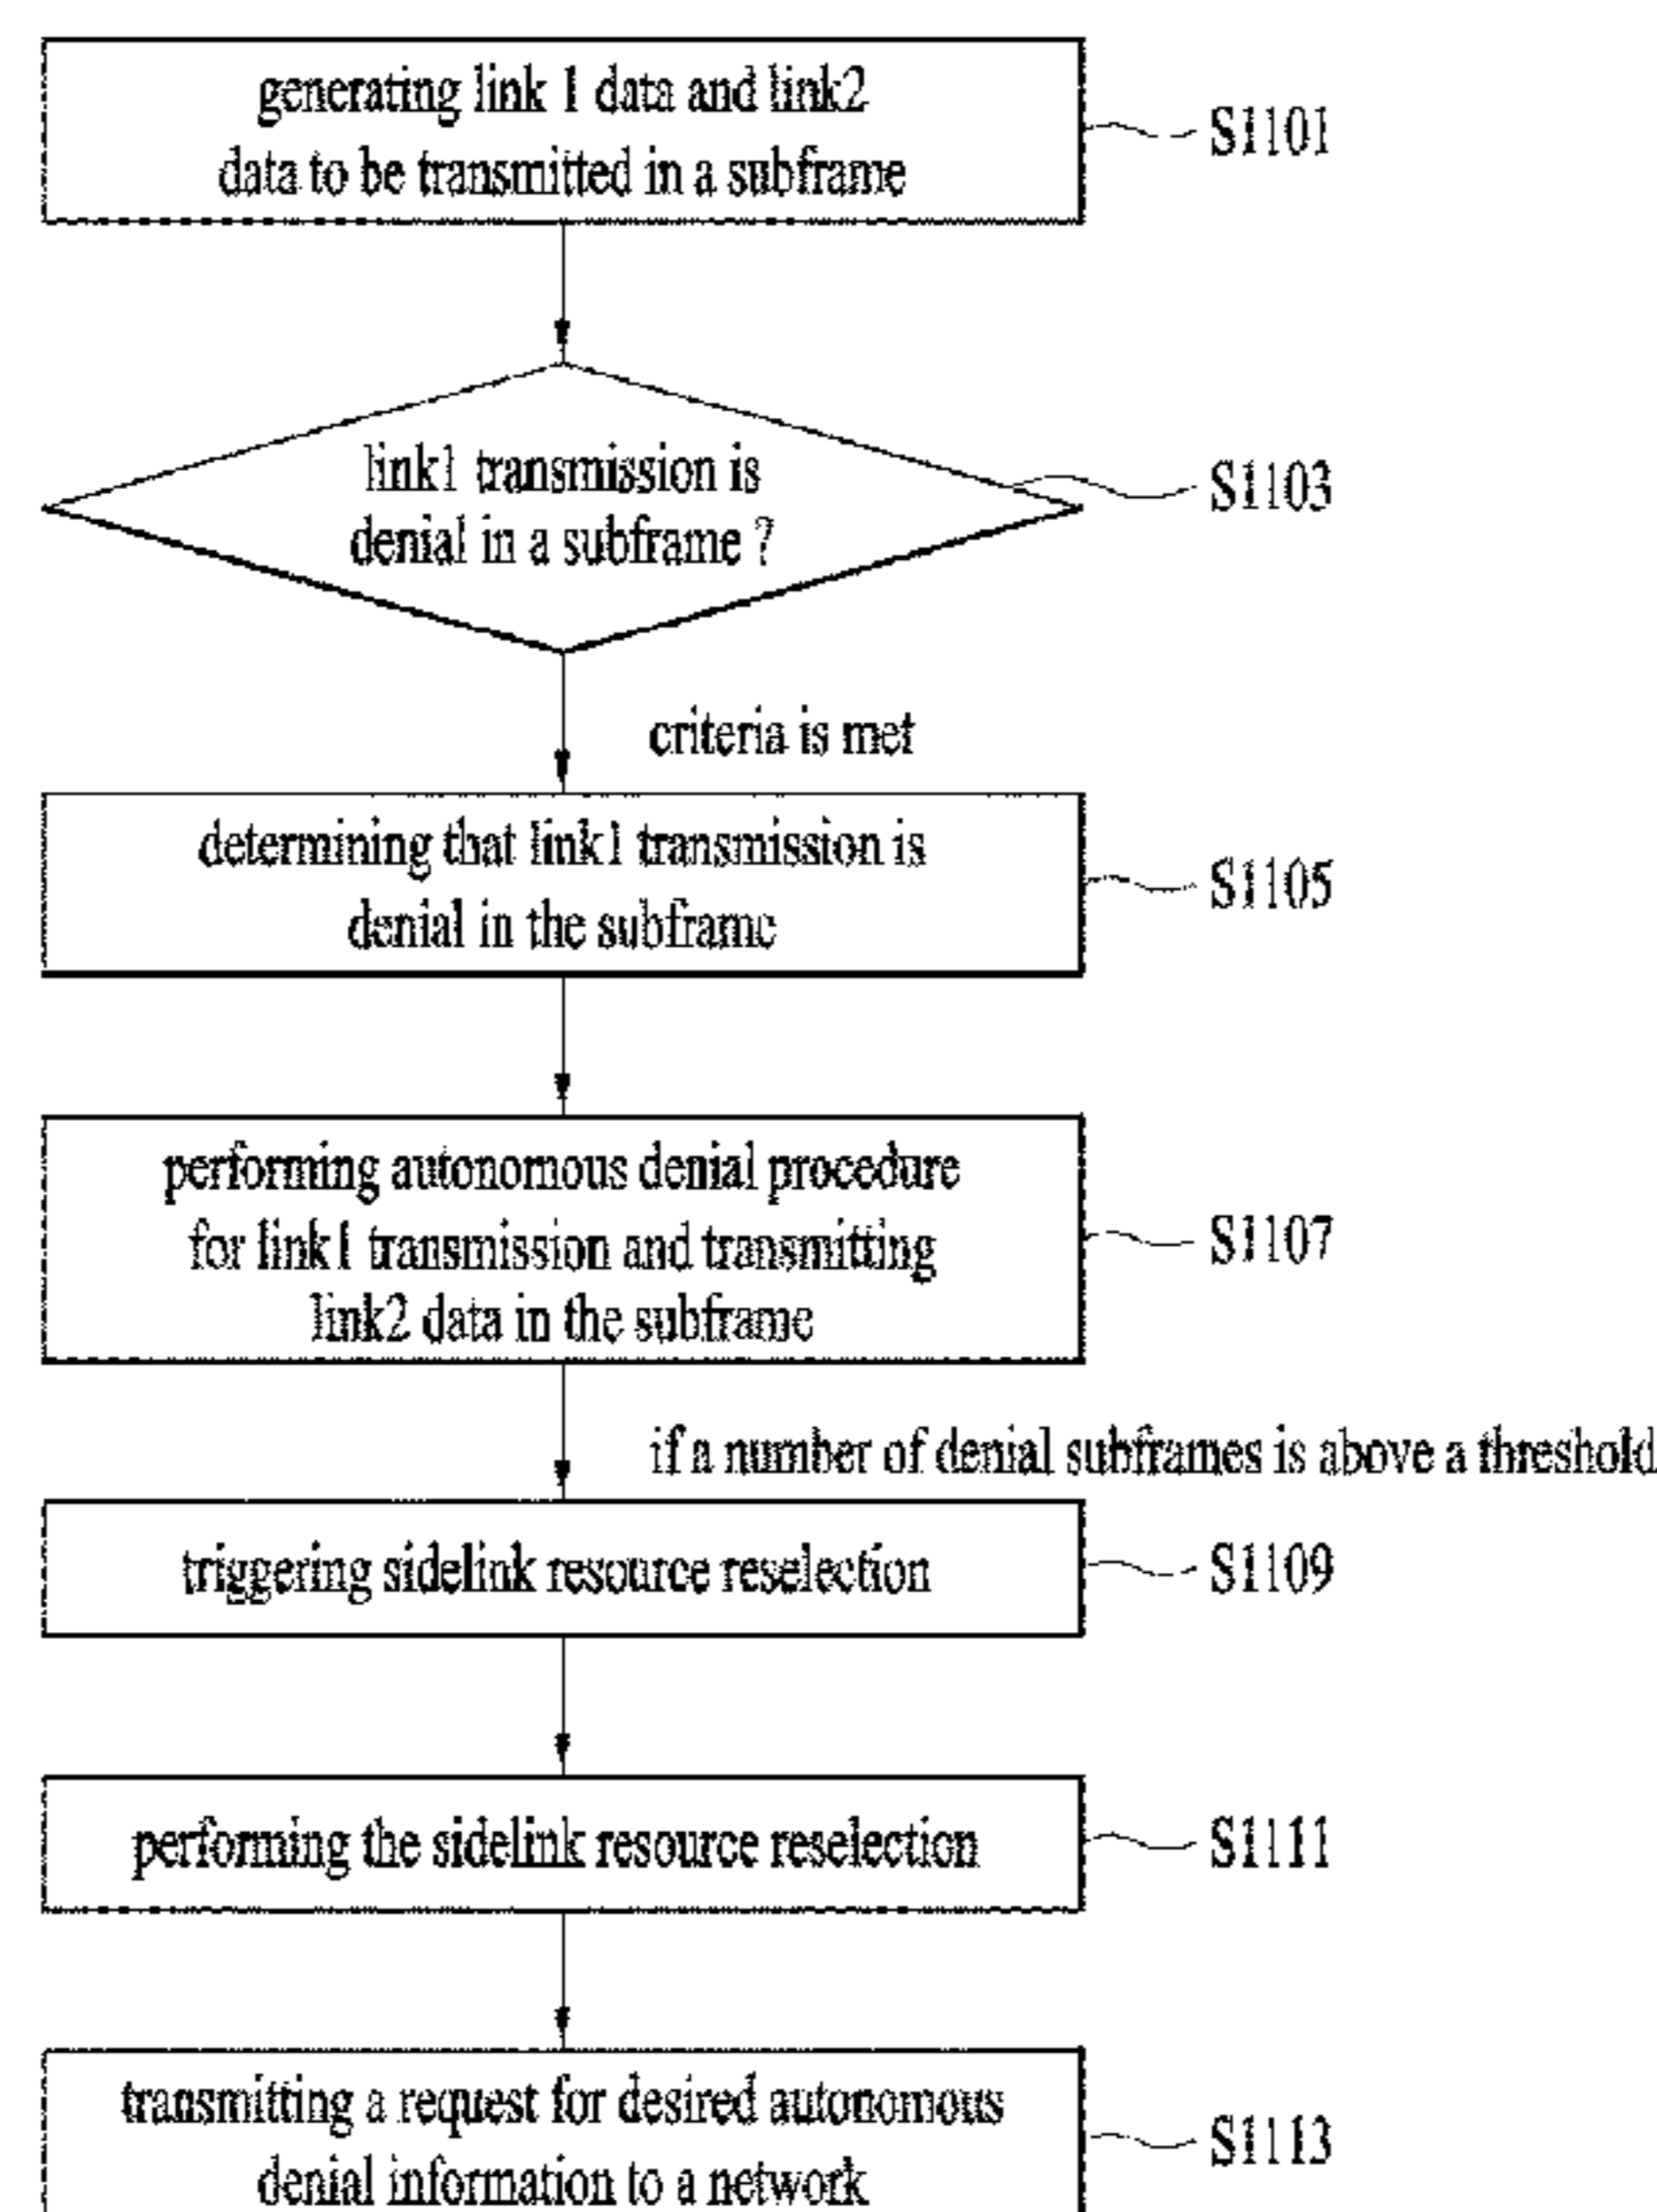 generating link 1 data and link2
data to be transmitted in a subframe
S1101
link1 transmission is
denial in a subframe ?
S1103
criteria is met
determining that link1 transmission is
denial in the subframe
S1105
performing autonomous denial procedure
for link1 transmission and transmitting
link2 data in the subframe
S1107
if a number of denial subframes is above a threshold
triggering sidelink resource reselection
S1109
performing the sidelink resource reselection
S1111
transmitting a request for desired autonomous
denial information to a network
S1113